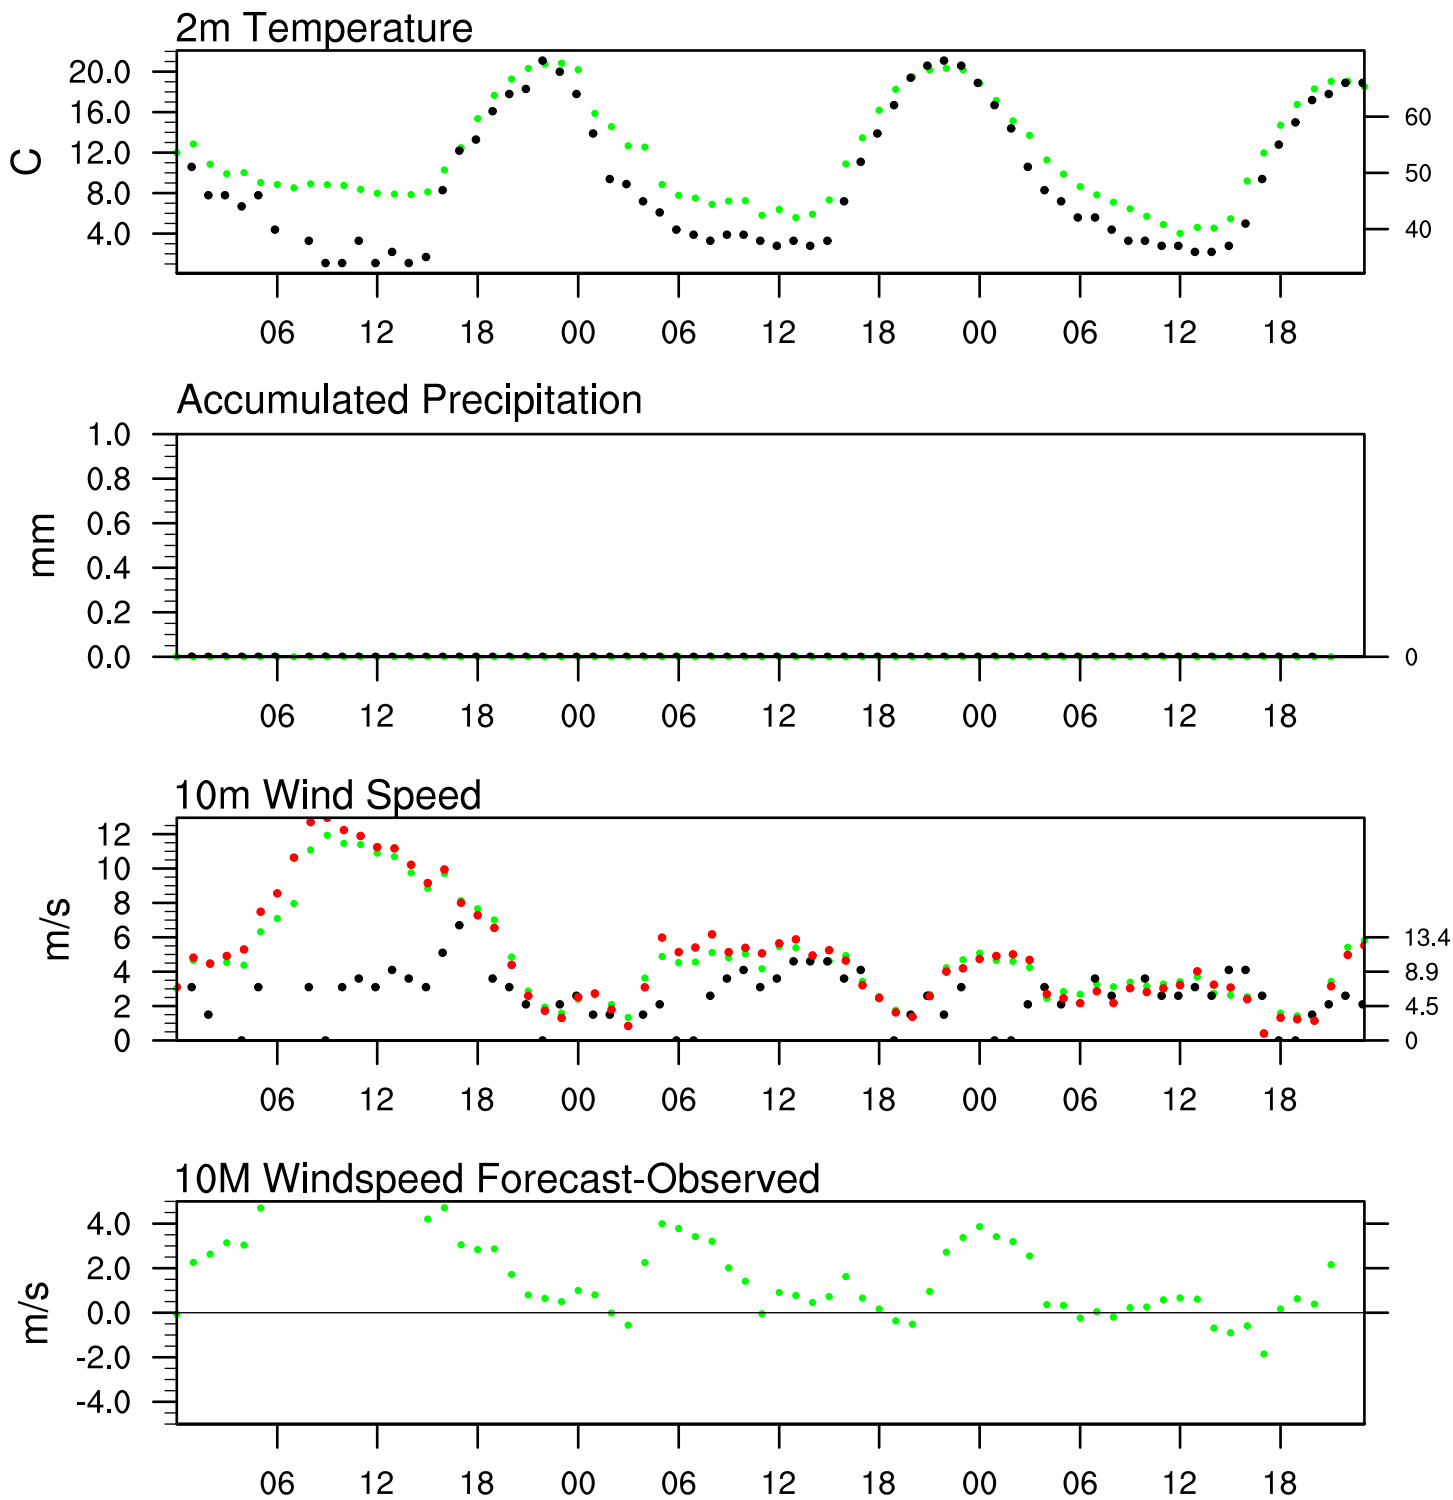 2m Temperature
20.0
16.0
12.0
8.0
4.0
C
60
50
40
06 12 18 00 06 12 18 00 06 12 18
Accumulated Precipitation
1.0
0.8
0.6
0.4
0.2
0.0
mm
0
06 12 18 00 06 12 18 00 06 12 18
10m Wind Speed
12
10
8
6
4
2
0
m/s
13.4
8.9
4.5
0
06 12 18 00 06 12 18 00 06 12 18
10M Windspeed Forecast-Observed
4.0
2.0
0.0
-2.0
-4.0
m/s
06 12 18 00 06 12 18 00 06 12 18